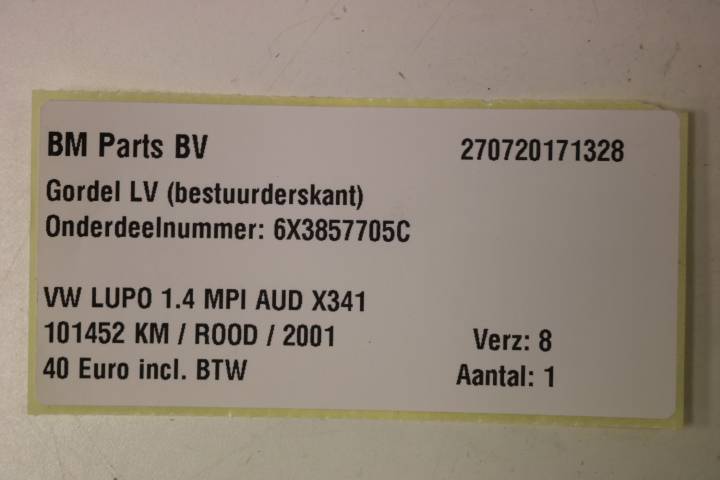 BM Parts BV 270720171328
Gordel LV (bestuurderskant)
Onderdeelnummer: 6X3857705C
VW LUPO 1.4 MPI AUD X341
101452 KM / ROOD / 2001 Verz: 8
40 Euro incl. BTW Aantal: 1